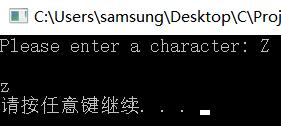 C:\Users\samsung\Desktop\C\Proj
Please enter a character: Z
z
请按任意键继续. . .